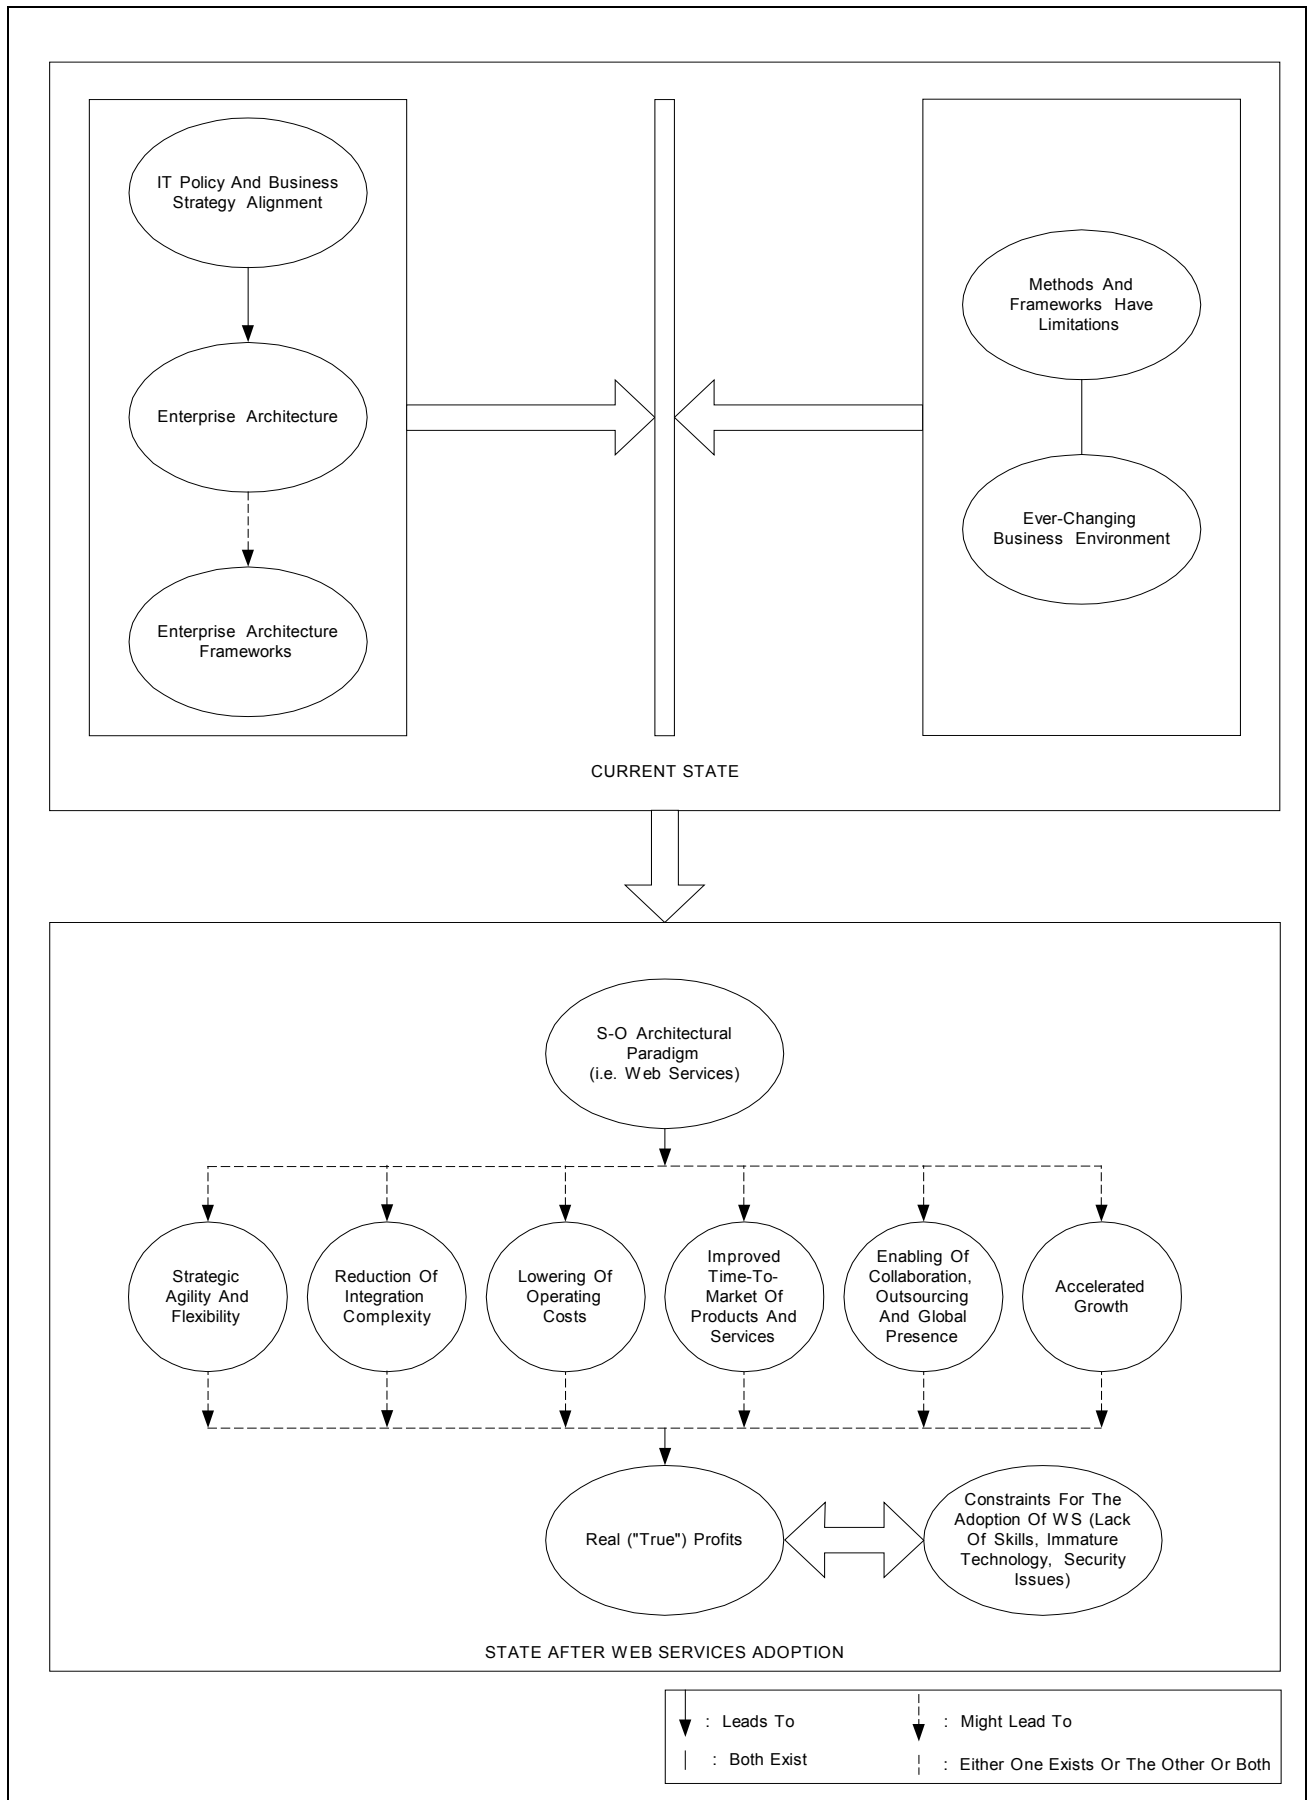 IT Policy And Business
Strategy Alignment
Enterprise Architecture
Enterprise Architecture
Frameworks
Methods And
Frameworks Have
Limitations
Ever-Changing
Business Environment
CURRENT STATE
S-O Architectural
Paradigm
(i.e. Web Services)
Strategic
Agility And
Flexibility
Reduction Of
Integration
Complexity
Lowering Of
Operating
Costs
Improved
Time-To-
Market Of
Products And
Services
Enabling Of
Collaboration,
Outsourcing
And Global
Presence
Accelerated
Growth
Real ("True") Profits
Constraints For The
Adoption Of WS (Lack
Of Skills, Immature
Technology, Security
Issues)
STATE AFTER WEB SERVICES ADOPTION
: Leads To
: Might Lead To
: Both Exist
: Either One Exists Or The Other Or Both